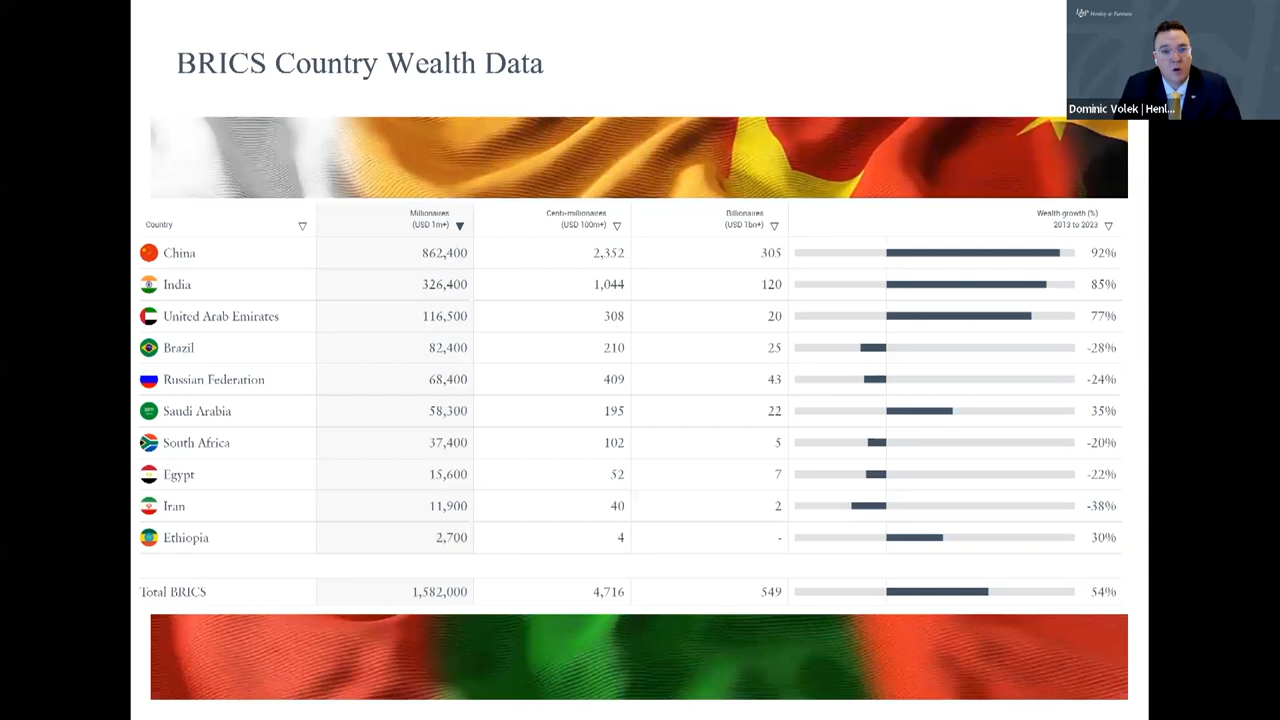 Henley & Partners
BRICS Country Wealth Data
Dominic Volek | Henl...
Country Millionaires (USD 1m+) Centi-millionaires (USD 100m+) Billionaires (USD 1bn+) Wealth growth (%) 2013 to 2023
China 862,400 2,352 305 92%
India 326,400 1,044 120 85%
United Arab Emirates 116,500 308 20 77%
Brazil 82,400 210 25 -28%
Russian Federation 68,400 409 43 -24%
Saudi Arabia 58,300 195 22 35%
South Africa 37,400 102 5 -20%
Egypt 15,600 52 7 -22%
Iran 11,900 40 2 -38%
Ethiopia 2,700 4 - 30%
Total BRICS 1,582,000 4,716 549 54%